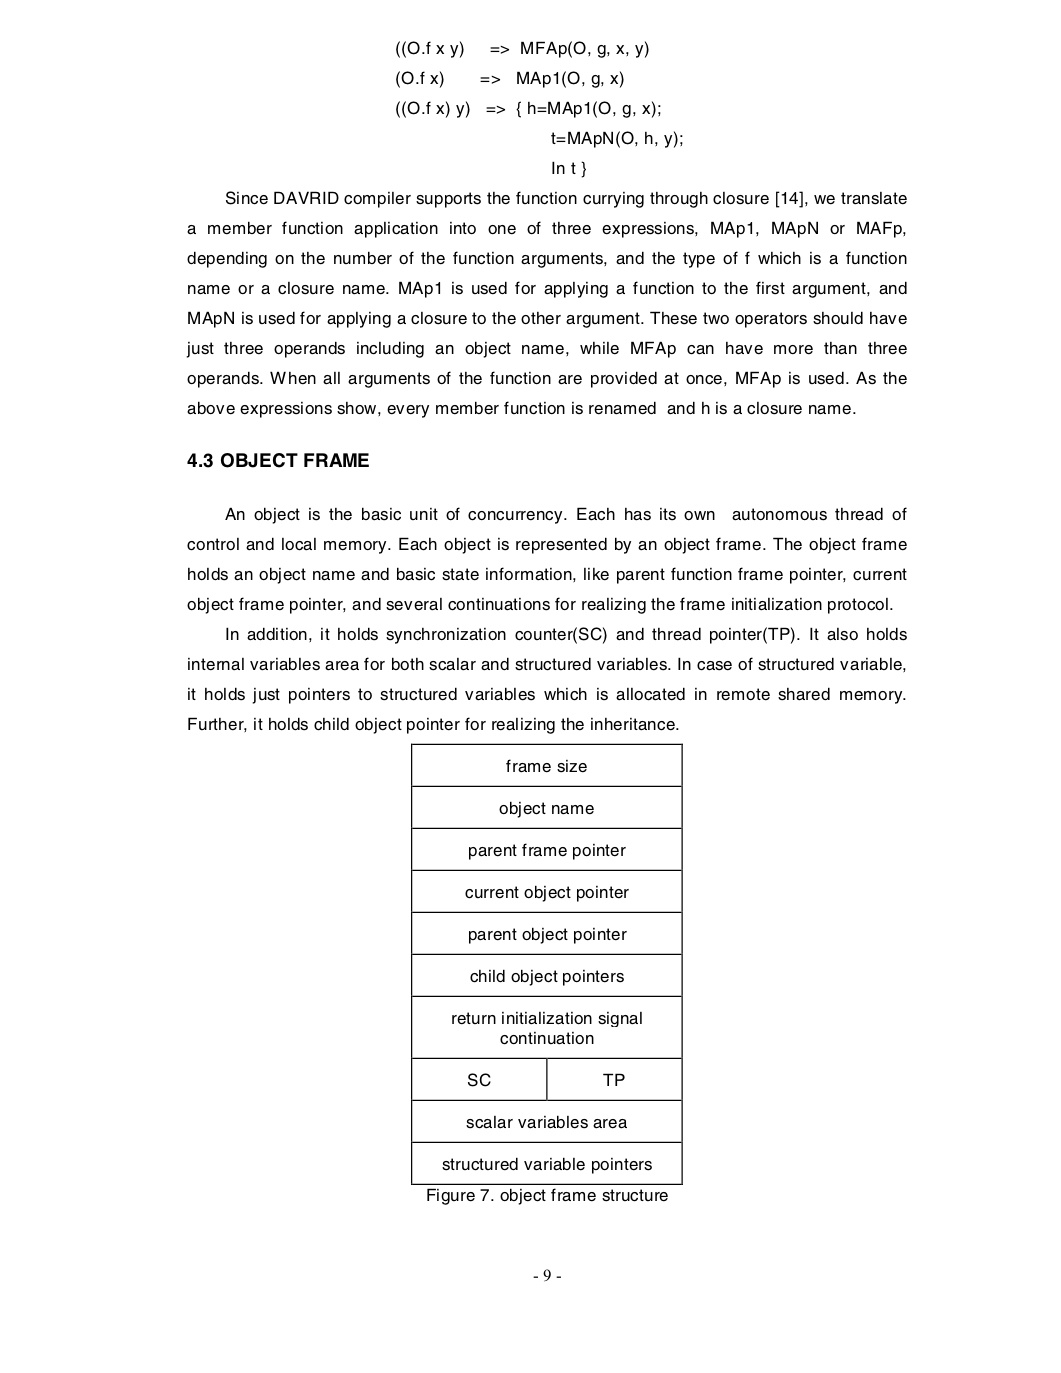 ((O.f x y) => MFAp(O, g, x, y)
(O.f x) => MAp1(O, g, x)
((O.f x) y) => { h=MAp1(O, g, x);
t=MApN(O, h, y);
In t }
Since DAVRID compiler supports the function currying through closure [14], we translate
a member function application into one of three expressions, MAp1, MApN or MAFp,
depending on the number of the function arguments, and the type of f which is a function
name or a closure name. MAp1 is used for applying a function to the first argument, and
MApN is used for applying a closure to the other argument. These two operators should have
just three operands including an object name, while MFAp can have more than three
operands. When all arguments of the function are provided at once, MFAp is used. As the
above expressions show, every member function is renamed and h is a closure name.
4.3 OBJECT FRAME
An object is the basic unit of concurrency. Each has its own autonomous thread of
control and local memory. Each object is represented by an object frame. The object frame
holds an object name and basic state information, like parent function frame pointer, current
object frame pointer, and several continuations for realizing the frame initialization protocol.
In addition, it holds synchronization counter(SC) and thread pointer(TP). It also holds
internal variables area for both scalar and structured variables. In case of structured variable,
it holds just pointers to structured variables which is allocated in remote shared memory.
Further, it holds child object pointer for realizing the inheritance.
frame size
object name
parent frame pointer
current object pointer
parent object pointer
child object pointers
return initialization signal
continuation
SC TP
scalar variables area
structured variable pointers
Figure 7. object frame structure
- 9 -